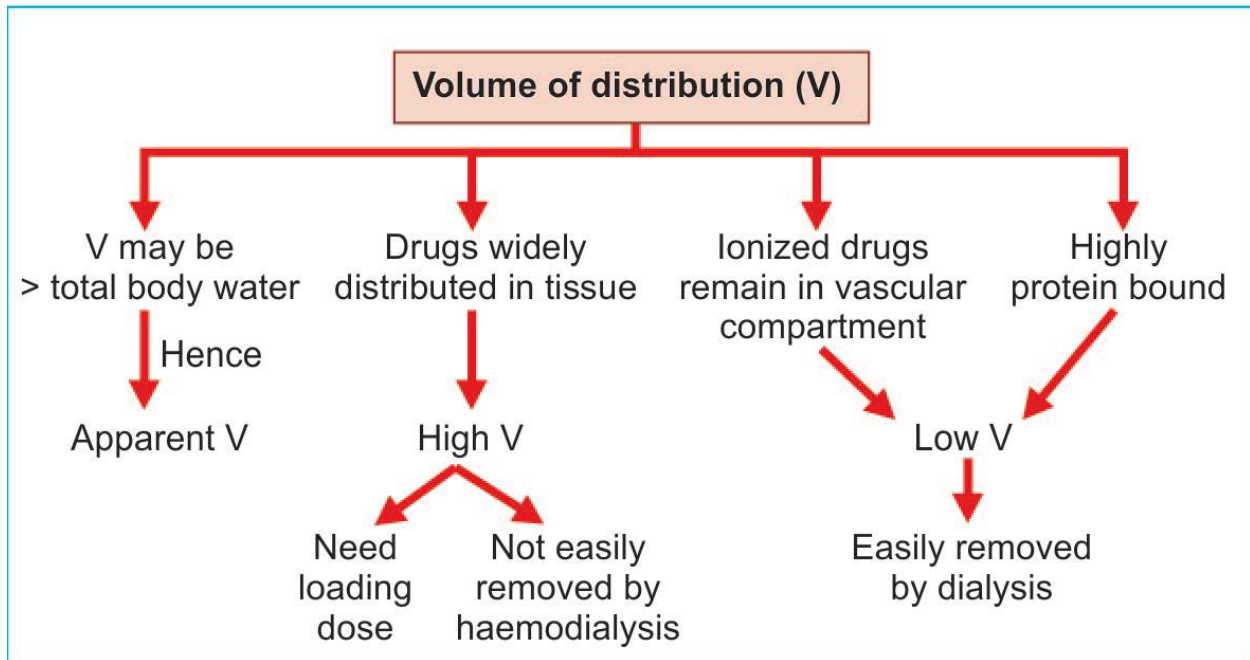 Volume of distribution (V)
V may be
> total body water
Hence
Apparent V
Drugs widely
distributed in tissue
High V
Need
loading
dose
Not easily
removed by
haemodialysis
Ionized drugs
remain in vascular
compartment
Highly
protein bound
Low V
Easily removed
by dialysis